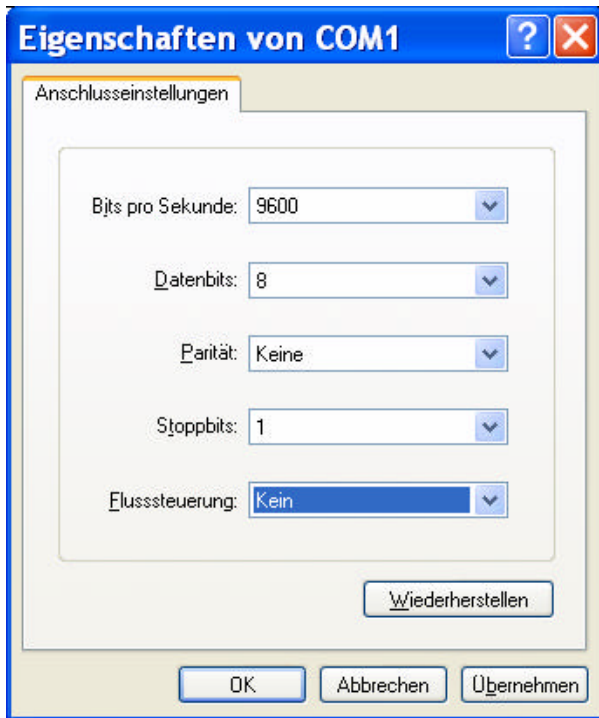 Eigenschaften von COM1
Anschlusseinstellungen
Bits pro Sekunde: 9600
Datenbits: 8
Parität: Keine
Stoppbits: 1
Flusssteuerung: Kein
Wiederherstellen
OK Abbrechen Übernehmen